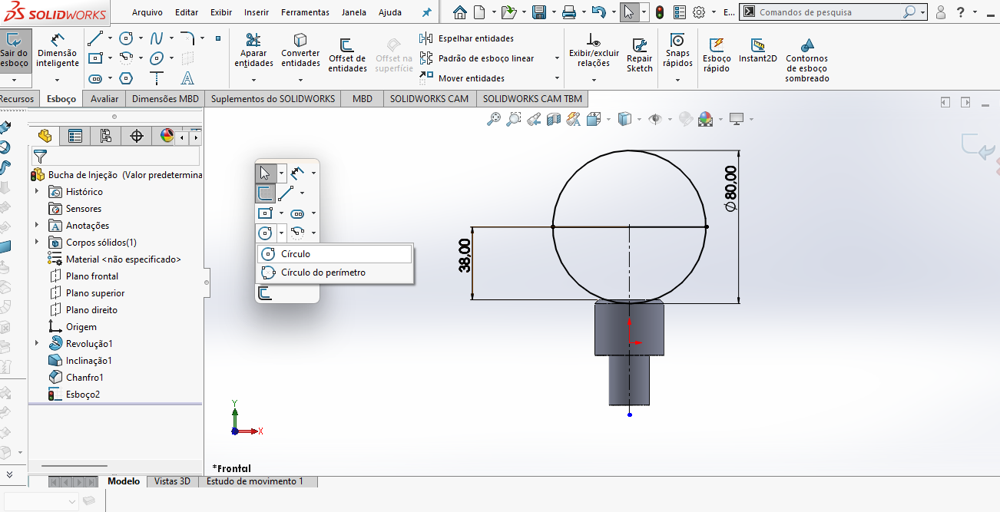 SOLIDWORKS
Arquivo Editar Exibir Inserir Ferramentas Janela Ajuda E... Comandos de pesquisa ?
Sair do esboço
Dimensão inteligente
Aparar entidades
Converter entidades
Offset de entidades
Offset na superfície
Espelhar entidades
Padrão de esboço linear
Mover entidades
Exibir/excluir relações
Repair Sketch
Snaps rápidos
Esboço rápido
Instant2D
Contornos de esboço sombreado
Recursos Esboço Avaliar Dimensões MBD Suplementos do SOLIDWORKS MBD SOLIDWORKS CAM SOLIDWORKS CAM TBM
Bucha de Injeção (Valor predetermina
Histórico
Sensores
Anotações
Corpos sólidos(1)
Material <não especificado>
Plano frontal
Plano superior
Plano direito
Origem
Revolução1
Inclinação1
Chanfro1
Esboço2
Círculo
Círculo do perímetro
38,00
Ø80,00
Y
X
*Frontal
Modelo Vistas 3D Estudo de movimento 1